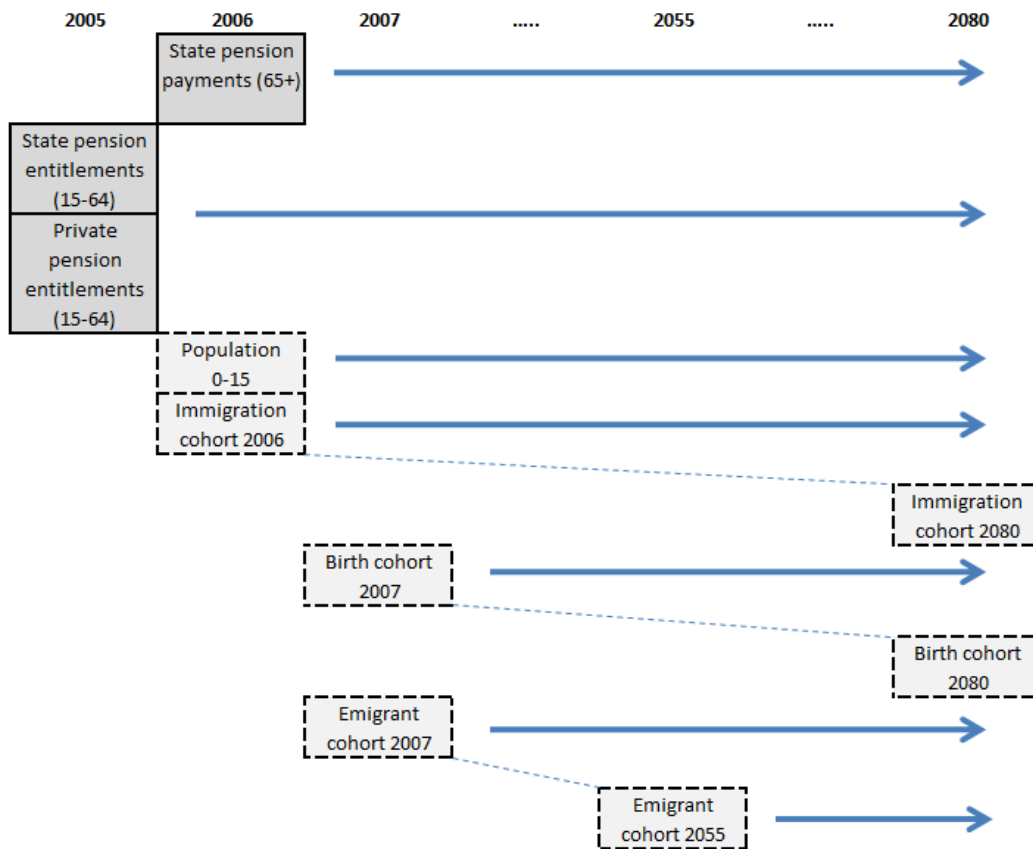 2005 2006 2007 ..... 2055 ..... 2080
State pension
payments (65+)
State pension
entitlements
(15-64)
Private
pension
entitlements
(15-64)
Population
0-15
Immigration
cohort 2006
Immigration
cohort 2080
Birth cohort
2007
Birth cohort
2080
Emigrant
cohort 2007
Emigrant
cohort 2055